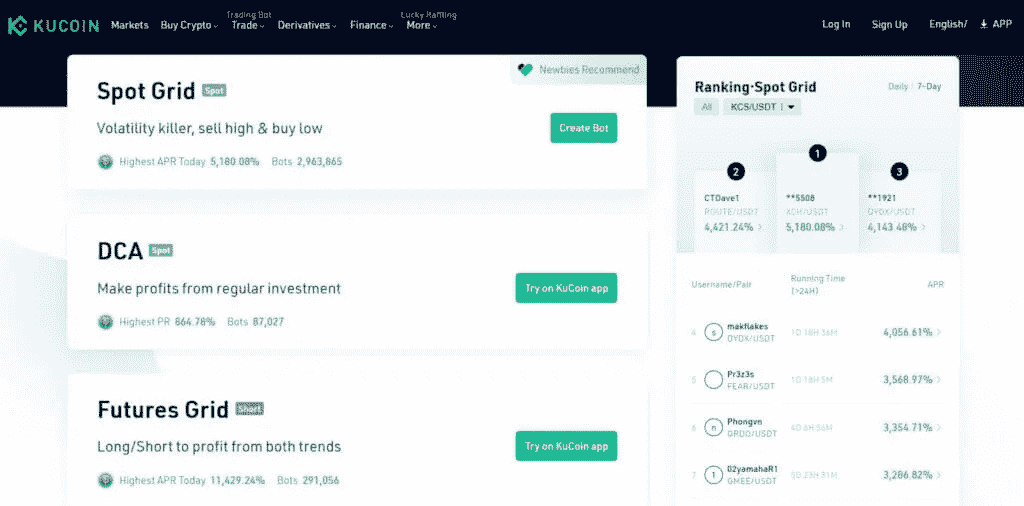 KUCOIN
Markets
Buy Crypto
Trading Bot
Trade
Derivatives
Finance
Lucky Raffling
More
Log In
Sign Up
English/
APP
Newbies Recommend
Spot Grid Spot
Volatility killer, sell high & buy low
Create Bot
Highest APR Today 5,180.08% Bots 2,963,865
DCA Spot
Make profits from regular investment
Try on KuCoin app
Highest PR 864.78% Bots 87,027
Futures Grid Short
Long/Short to profit from both trends
Try on KuCoin app
Highest APR Today 11,429.24% Bots 291,056
Ranking·Spot Grid
Daily | 7-Day
All
KCS/USDT
2
CTDave1
ROUTE/USDT
4,421.24%
1
**5508
XCH/USDT
5,180.08%
3
**1921
DYDX/USDT
4,143.48%
Username/Pair
Running Time
(>24H)
APR
4
s
makflakes
DYDX/USDT
1D 18H 36M
4,056.61%
5
Pr3z3s
FEAR/USDT
1D 18H 5M
3,568.97%
6
n
Phongvn
4D 6H 56M
3,354.71%
7
1
02yamahaR1
GMEE/USDT
5D 23H 31M
3,286.82%